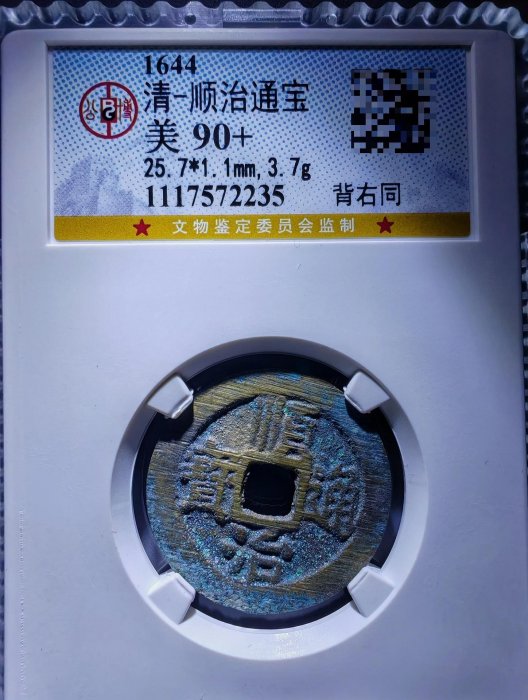 1644
清-顺治通宝
美 90+
25.7*1.1mm,3.7g
1117572235 背右同
文物鉴定委员会监制
順
寶 通
治